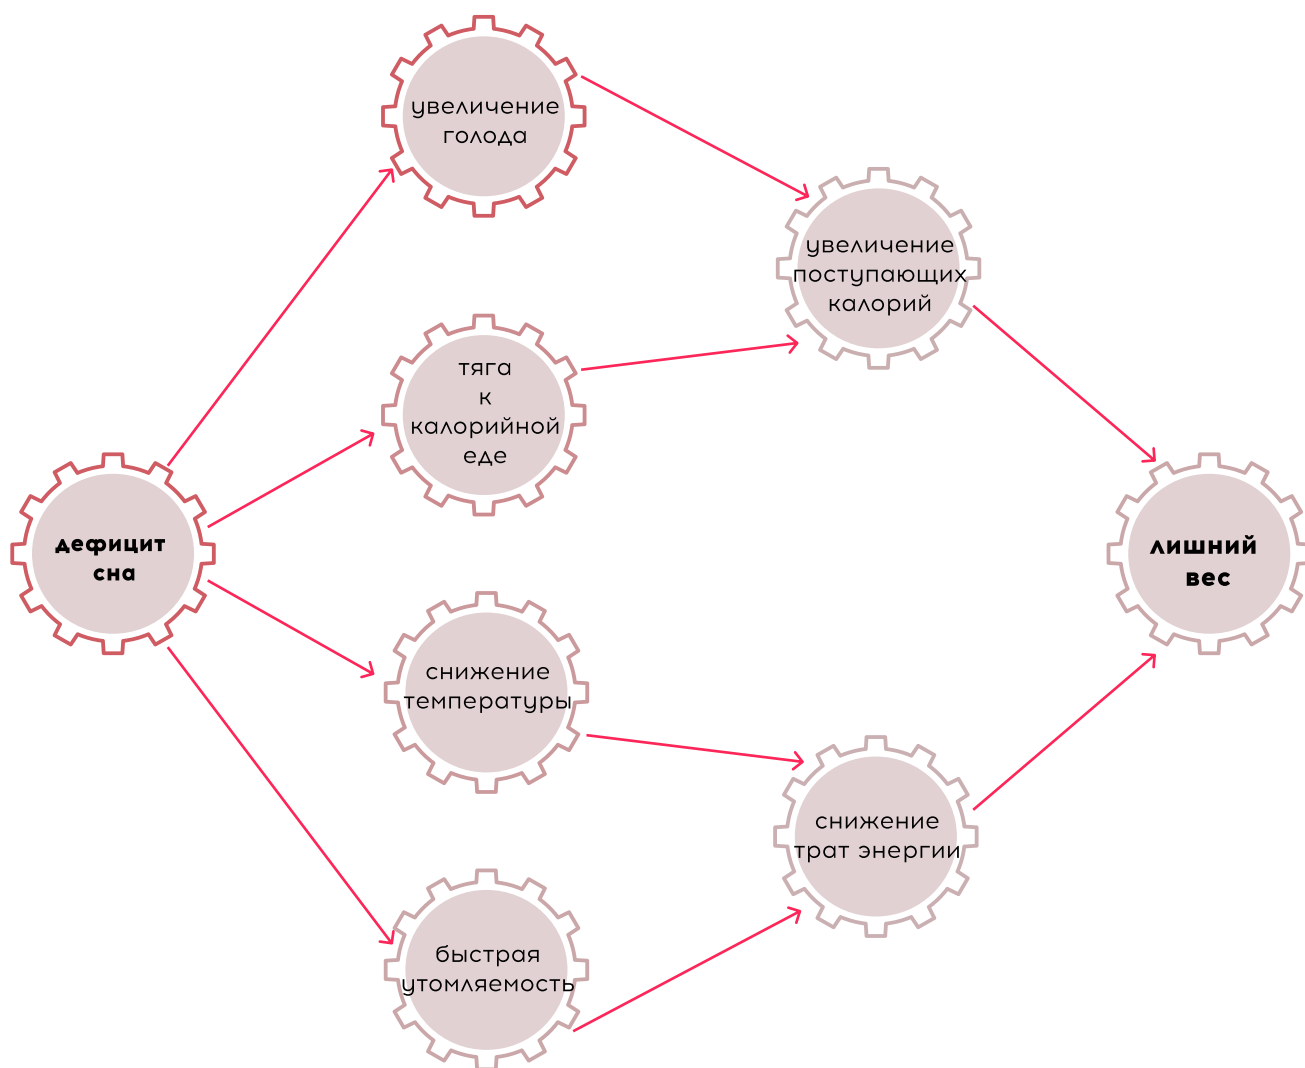 увеличение
голода
увеличение
поступающих
калорий
тяга
к
калорийной
еде
дефицит
сна
лишний
вес
снижение
температуры
снижение
трат энергии
быстрая
утомляемость